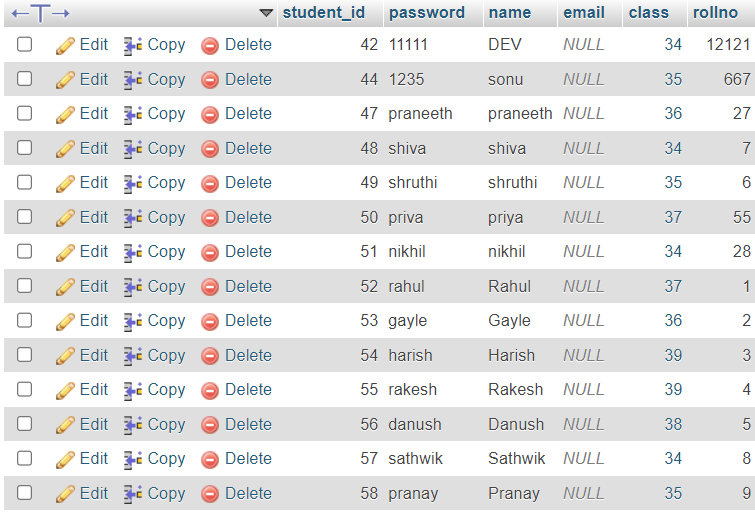 student_id password name email class rollno
Edit Copy Delete 42 11111 DEV NULL 34 12121
Edit Copy Delete 44 1235 sonu NULL 35 667
Edit Copy Delete 47 praneeth praneeth NULL 36 27
Edit Copy Delete 48 shiva shiva NULL 34 7
Edit Copy Delete 49 shruthi shruthi NULL 35 6
Edit Copy Delete 50 priva priya NULL 37 55
Edit Copy Delete 51 nikhil nikhil NULL 34 28
Edit Copy Delete 52 rahul Rahul NULL 37 1
Edit Copy Delete 53 gayle Gayle NULL 36 2
Edit Copy Delete 54 harish Harish NULL 39 3
Edit Copy Delete 55 rakesh Rakesh NULL 39 4
Edit Copy Delete 56 danush Danush NULL 38 5
Edit Copy Delete 57 sathwik Sathwik NULL 34 8
Edit Copy Delete 58 pranay Pranay NULL 35 9